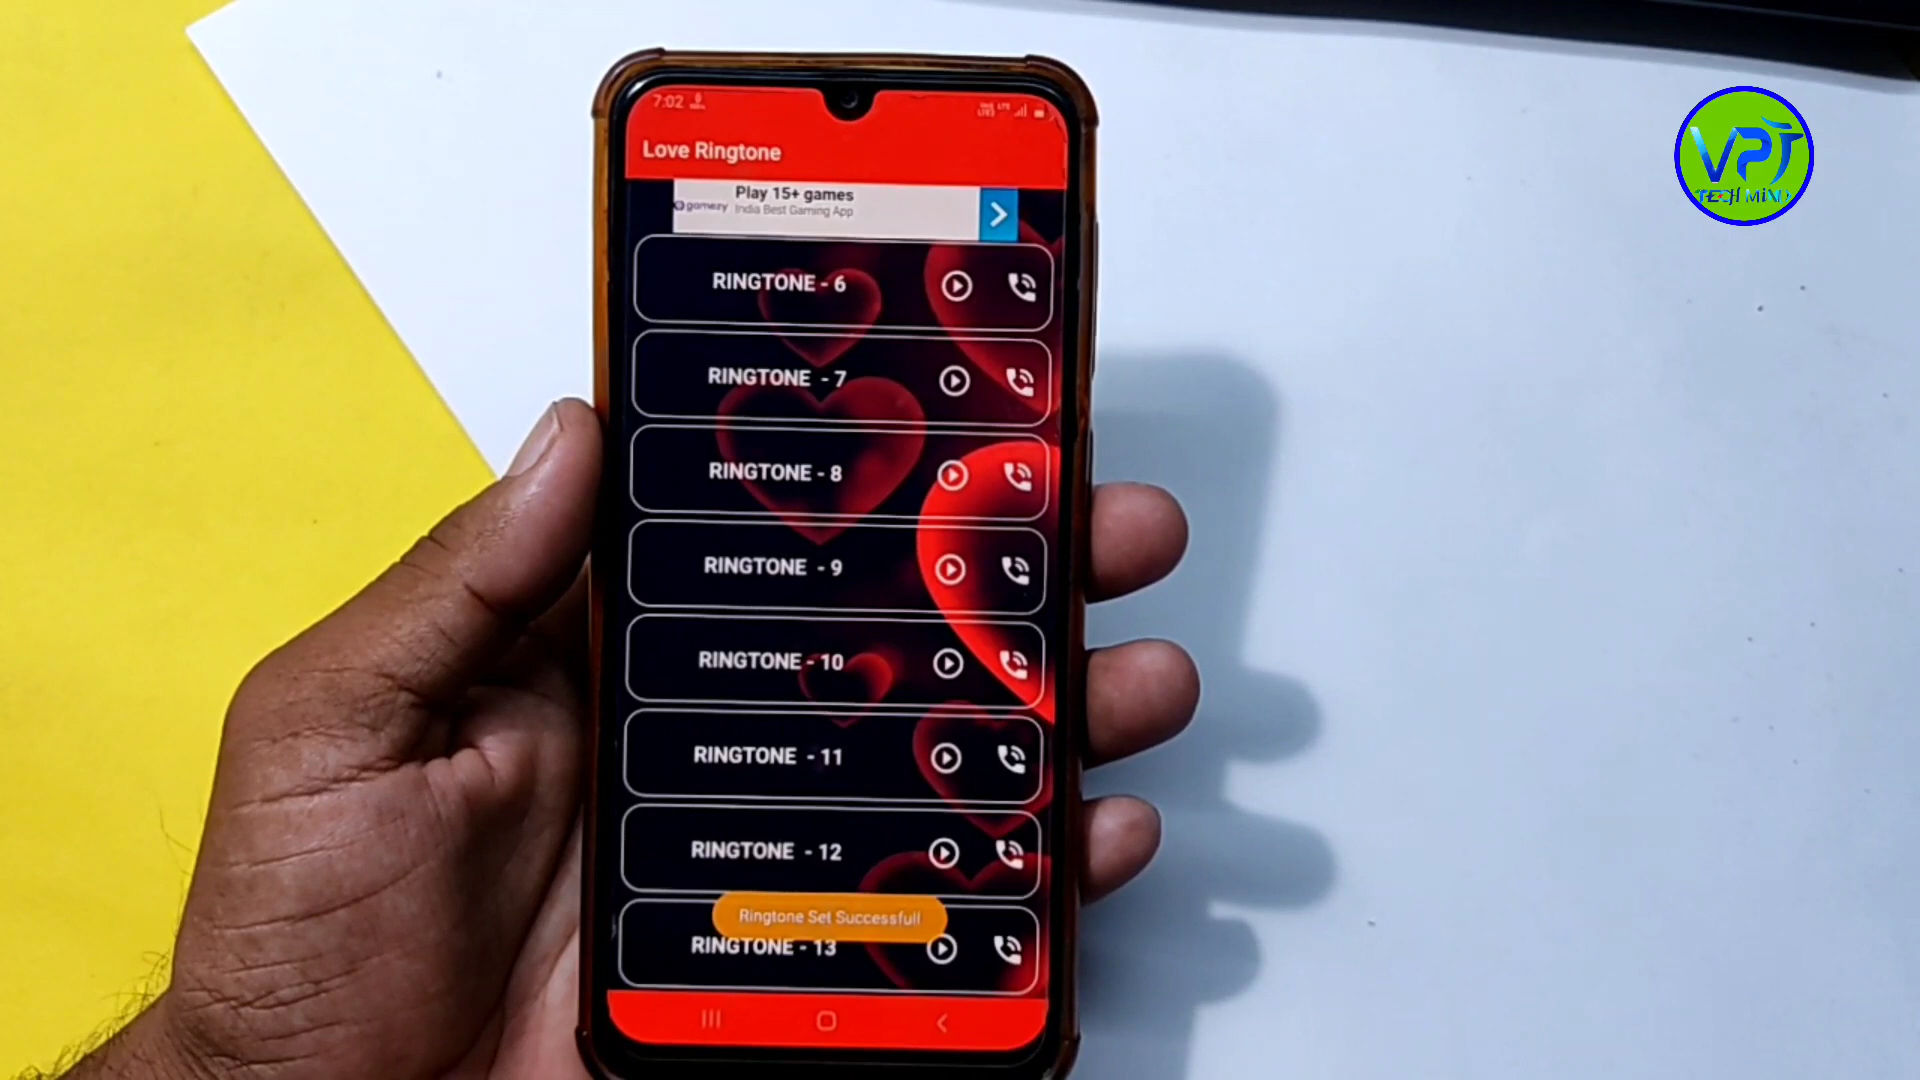 7:02
Love Ringtone
Play 15+ games
gamezy
India Best Gaming App
RINGTONE - 6
RINGTONE - 7
RINGTONE - 8
RINGTONE - 9
RINGTONE - 10
RINGTONE - 11
RINGTONE - 12
Ringtone Set Successfull
RINGTONE - 13
VPT
TECH MIND